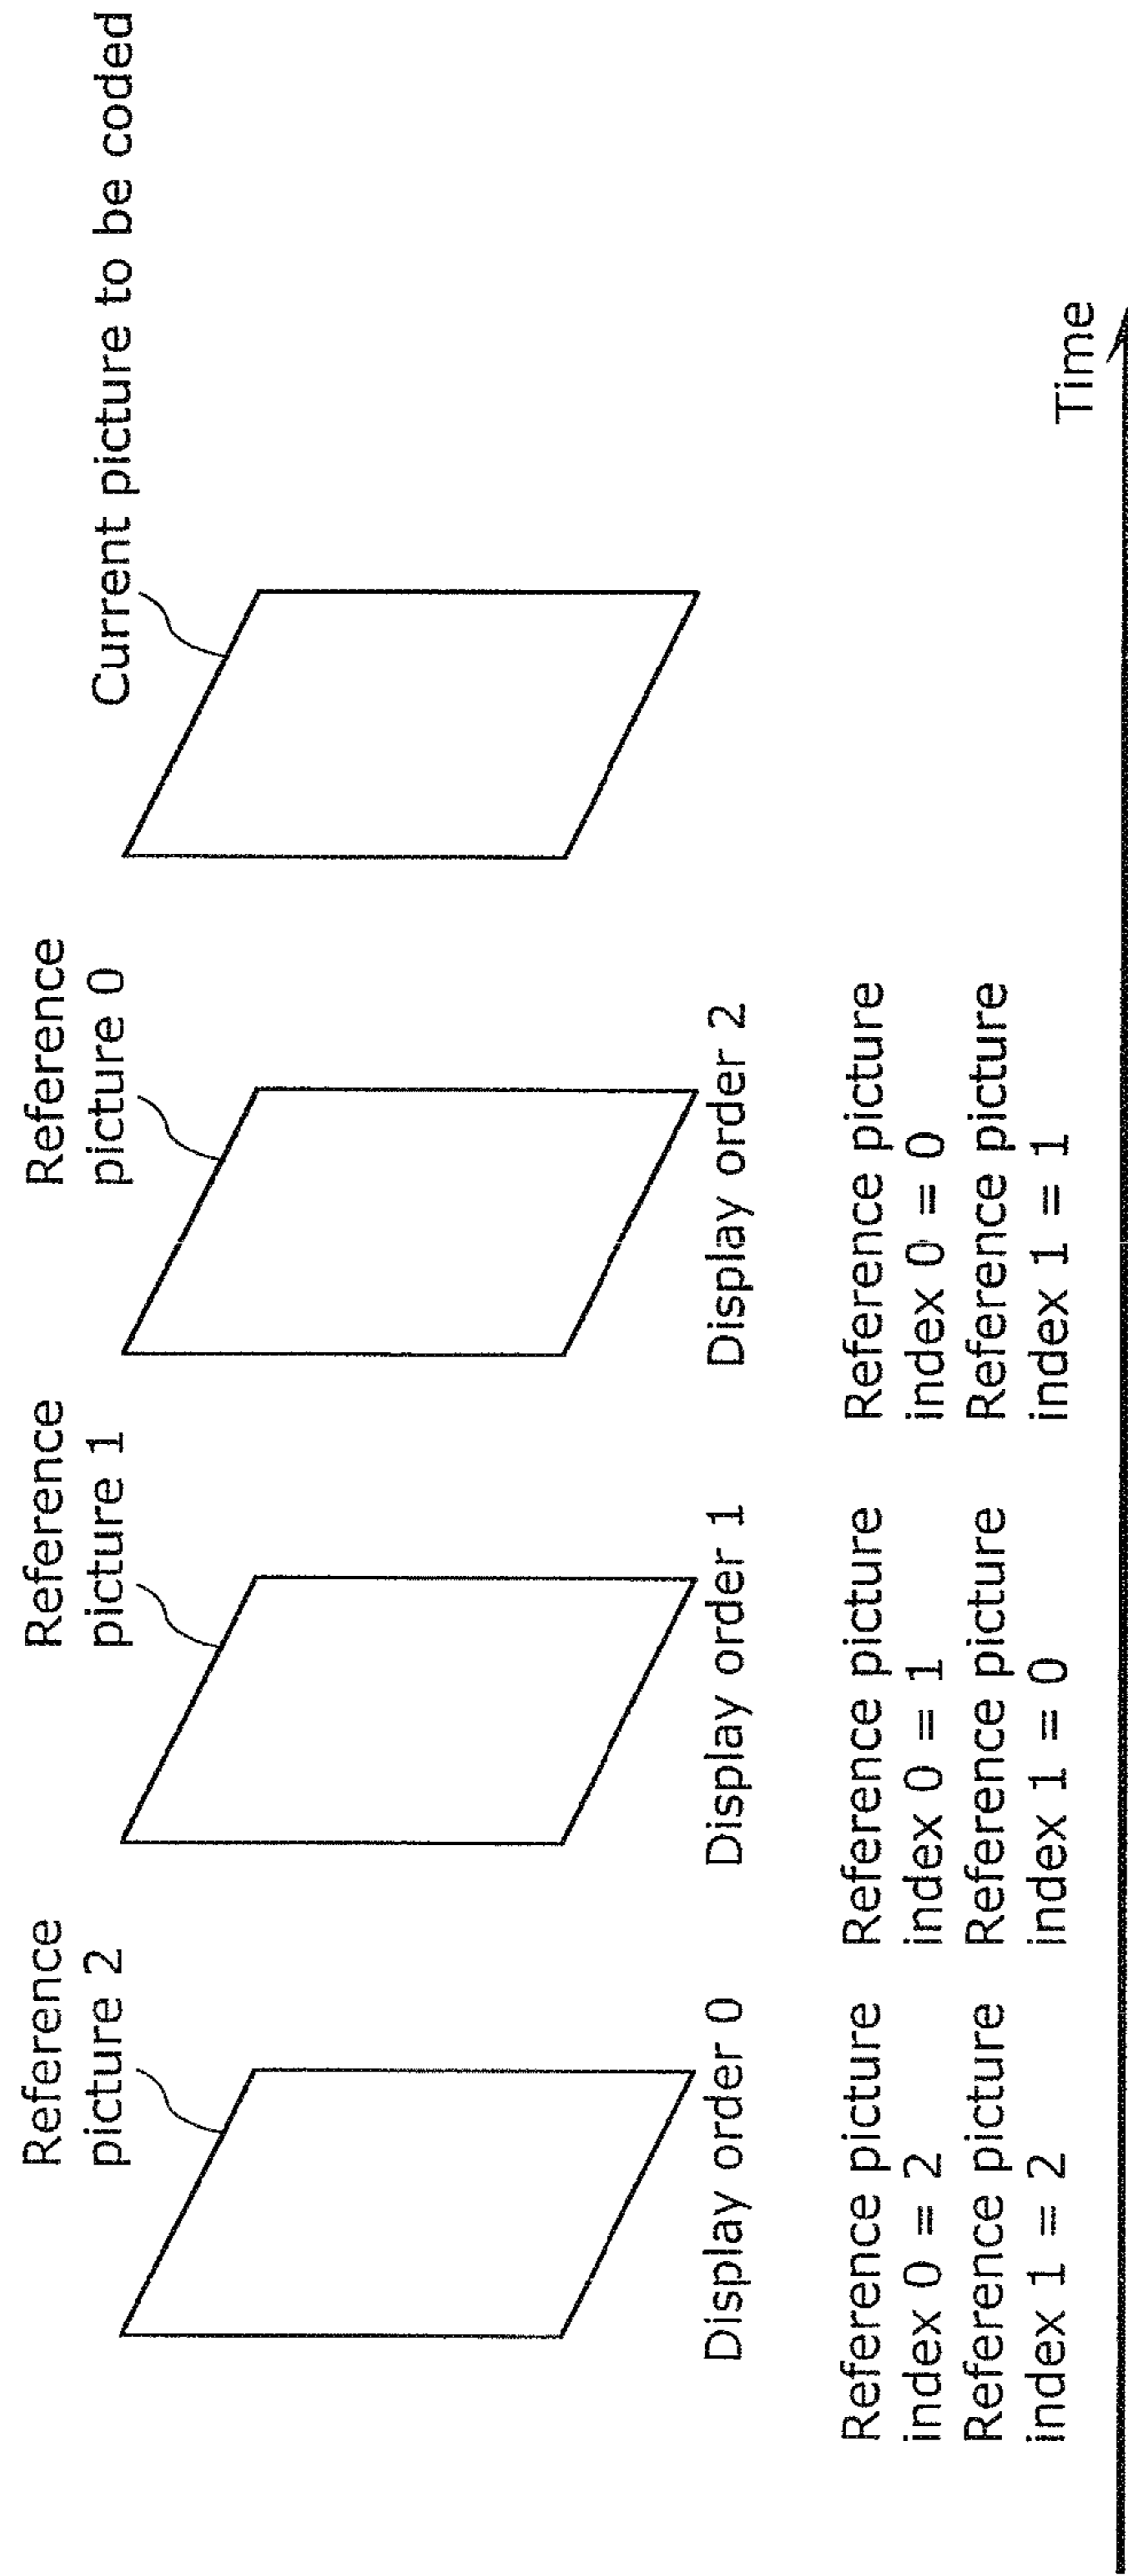 Reference
picture 2
Reference
picture 1
Reference
picture 0
Current picture to be coded
Display order 0
Display order 1
Display order 2
Reference picture
index 0 = 2
Reference picture
index 1 = 2
Reference picture
index 0 = 1
Reference picture
index 1 = 0
Reference picture
index 0 = 0
Reference picture
index 1 = 1
Time